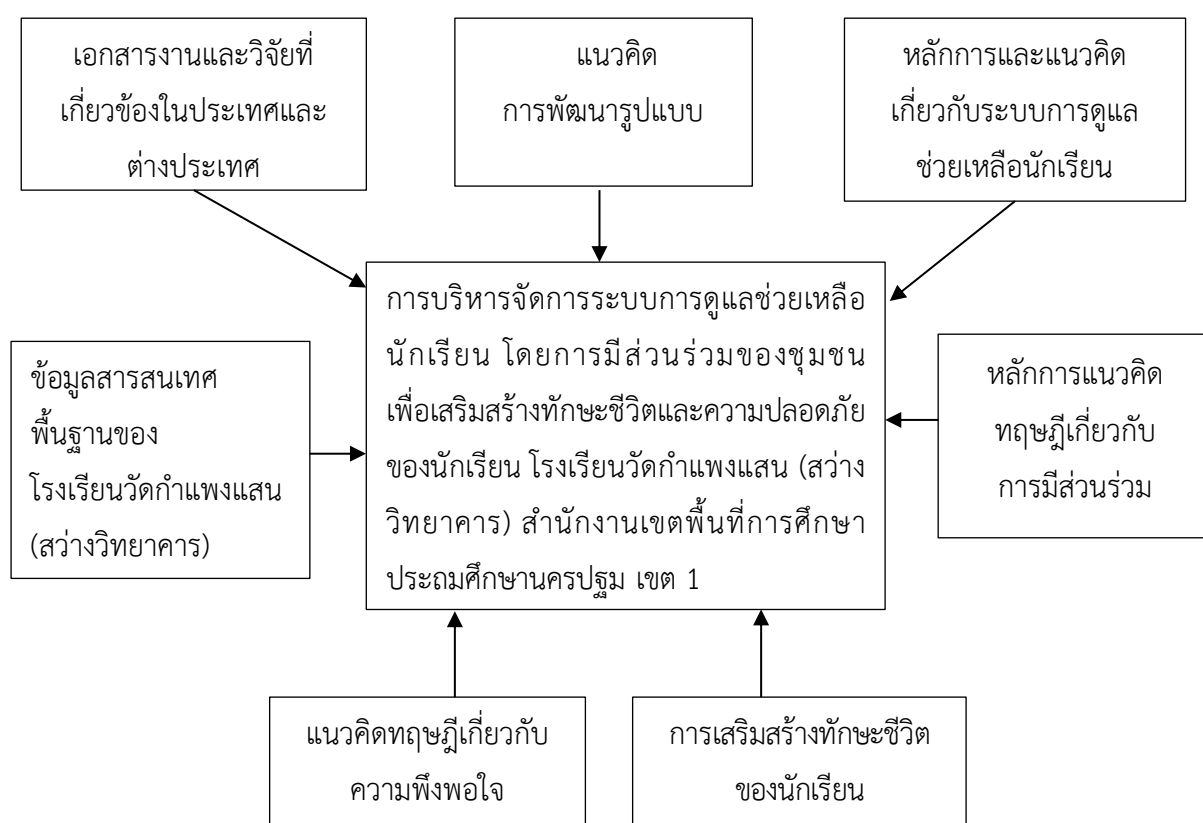 เอกสารงานและวิจัยที่
เกี่ยวข้องในประเทศและ
ต่างประเทศ
แนวคิด
การพัฒนารูปแบบ
หลักการและแนวคิด
เกี่ยวกับระบบการดูแล
ช่วยเหลือนักเรียน
การบริหารจัดการระบบการดูแลช่วยเหลือ
นักเรียน โดยการมีส่วนร่วมของชุมชน
เพื่อเสริมสร้างทักษะชีวิตและความปลอดภัย
ของนักเรียน โรงเรียนวัดกำแพงแสน (สว่าง
วิทยาคาร) สำนักงานเขตพื้นที่การศึกษา
ประถมศึกษานครปฐม เขต 1
ข้อมูลสารสนเทศ
พื้นฐานของ
โรงเรียนวัดกำแพงแสน
(สว่างวิทยาคาร)
หลักการแนวคิด
ทฤษฎีเกี่ยวกับ
การมีส่วนร่วม
แนวคิดทฤษฎีเกี่ยวกับ
ความพึงพอใจ
การเสริมสร้างทักษะชีวิต
ของนักเรียน